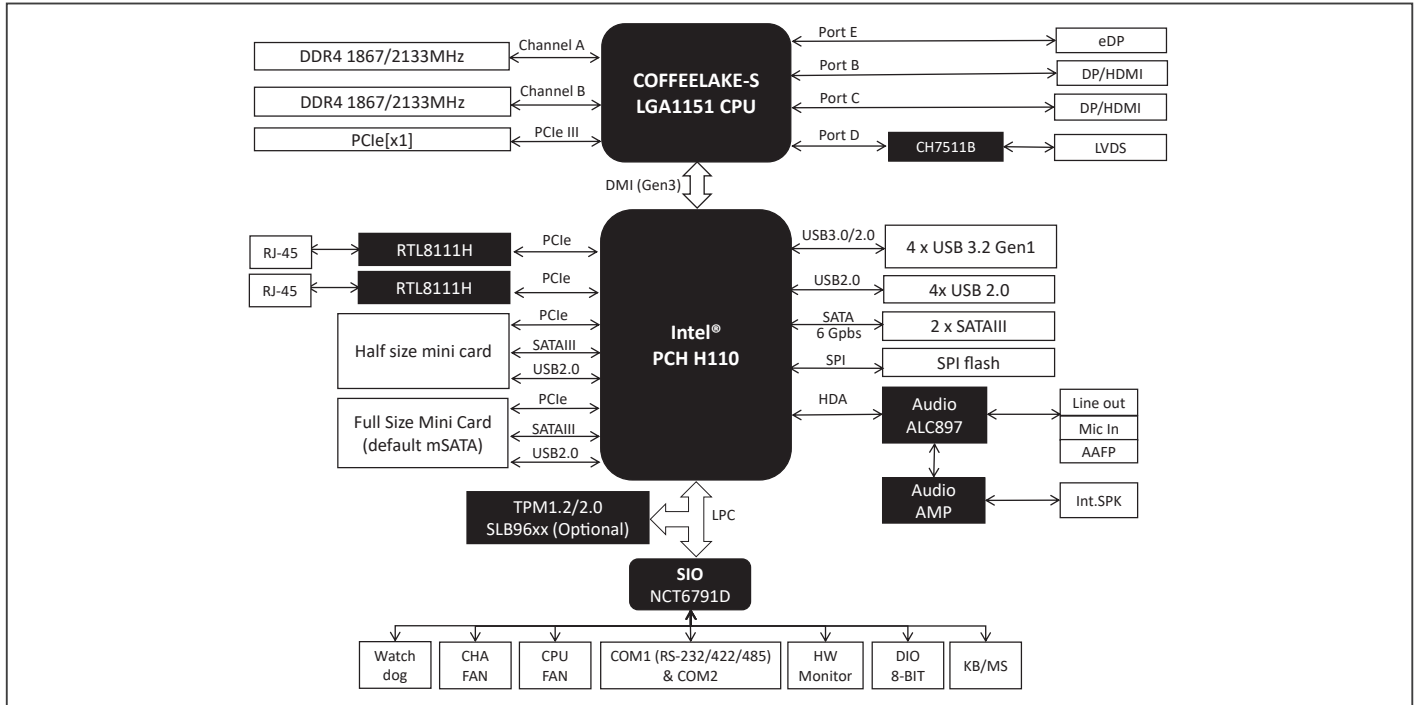 DDR4 1867/2133MHz
Channel A
DDR4 1867/2133MHz
Channel B
PCIe[x1]
PCIe III
COFFEELAKE-S
LGA1151 CPU
Port E
eDP
Port B
DP/HDMI
Port C
DP/HDMI
Port D
CH7511B
LVDS
DMI (Gen3)
RJ-45
RTL8111H
PCIe
RJ-45
RTL8111H
PCIe
Half size mini card
PCIe
SATAIII
USB2.0
Full Size Mini Card
(default mSATA)
PCIe
SATAIII
USB2.0
Intel®
PCH H110
USB3.0/2.0
4 x USB 3.2 Gen1
USB2.0
4x USB 2.0
SATA
6 Gpbs
2 x SATAIII
SPI
SPI flash
HDA
Audio
ALC897
Line out
Mic In
AAFP
Audio
AMP
Int.SPK
TPM1.2/2.0
SLB96xx (Optional)
LPC
SIO
NCT6791D
Watch
dog
CHA
FAN
CPU
FAN
COM1 (RS-232/422/485)
& COM2
HW
Monitor
DIO
8-BIT
KB/MS